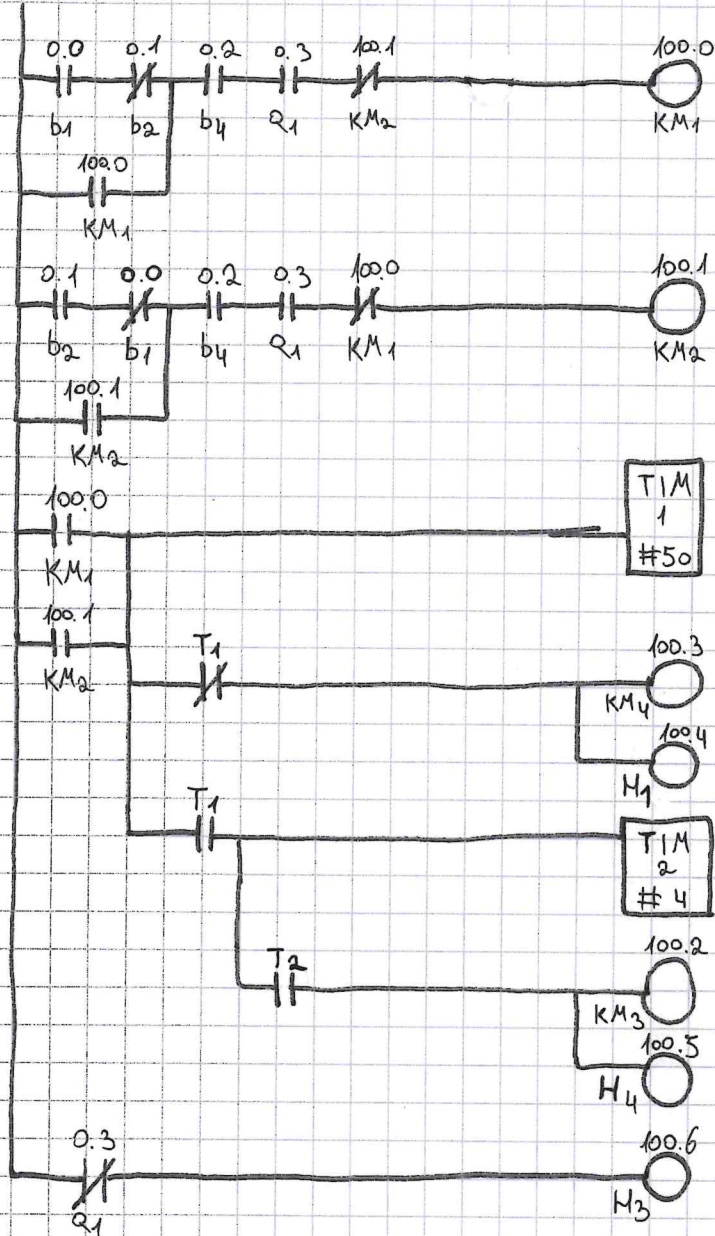 0.0 0.1 0.2 0.3 100.1 100.0
b1 b2 b4 Q1 KM2 KM1
100.0
KM1
0.1 0.0 0.2 0.3 100.0 100.1
b2 b1 b4 Q1 KM1 KM2
100.1
KM2
100.0
KM1
TIM
1
#50
100.1
KM2
T1
100.3
KM4
100.4
H1
T1
TIM
2
# 4
T2
100.2
KM3
100.5
H4
0.3
Q1
100.6
H3